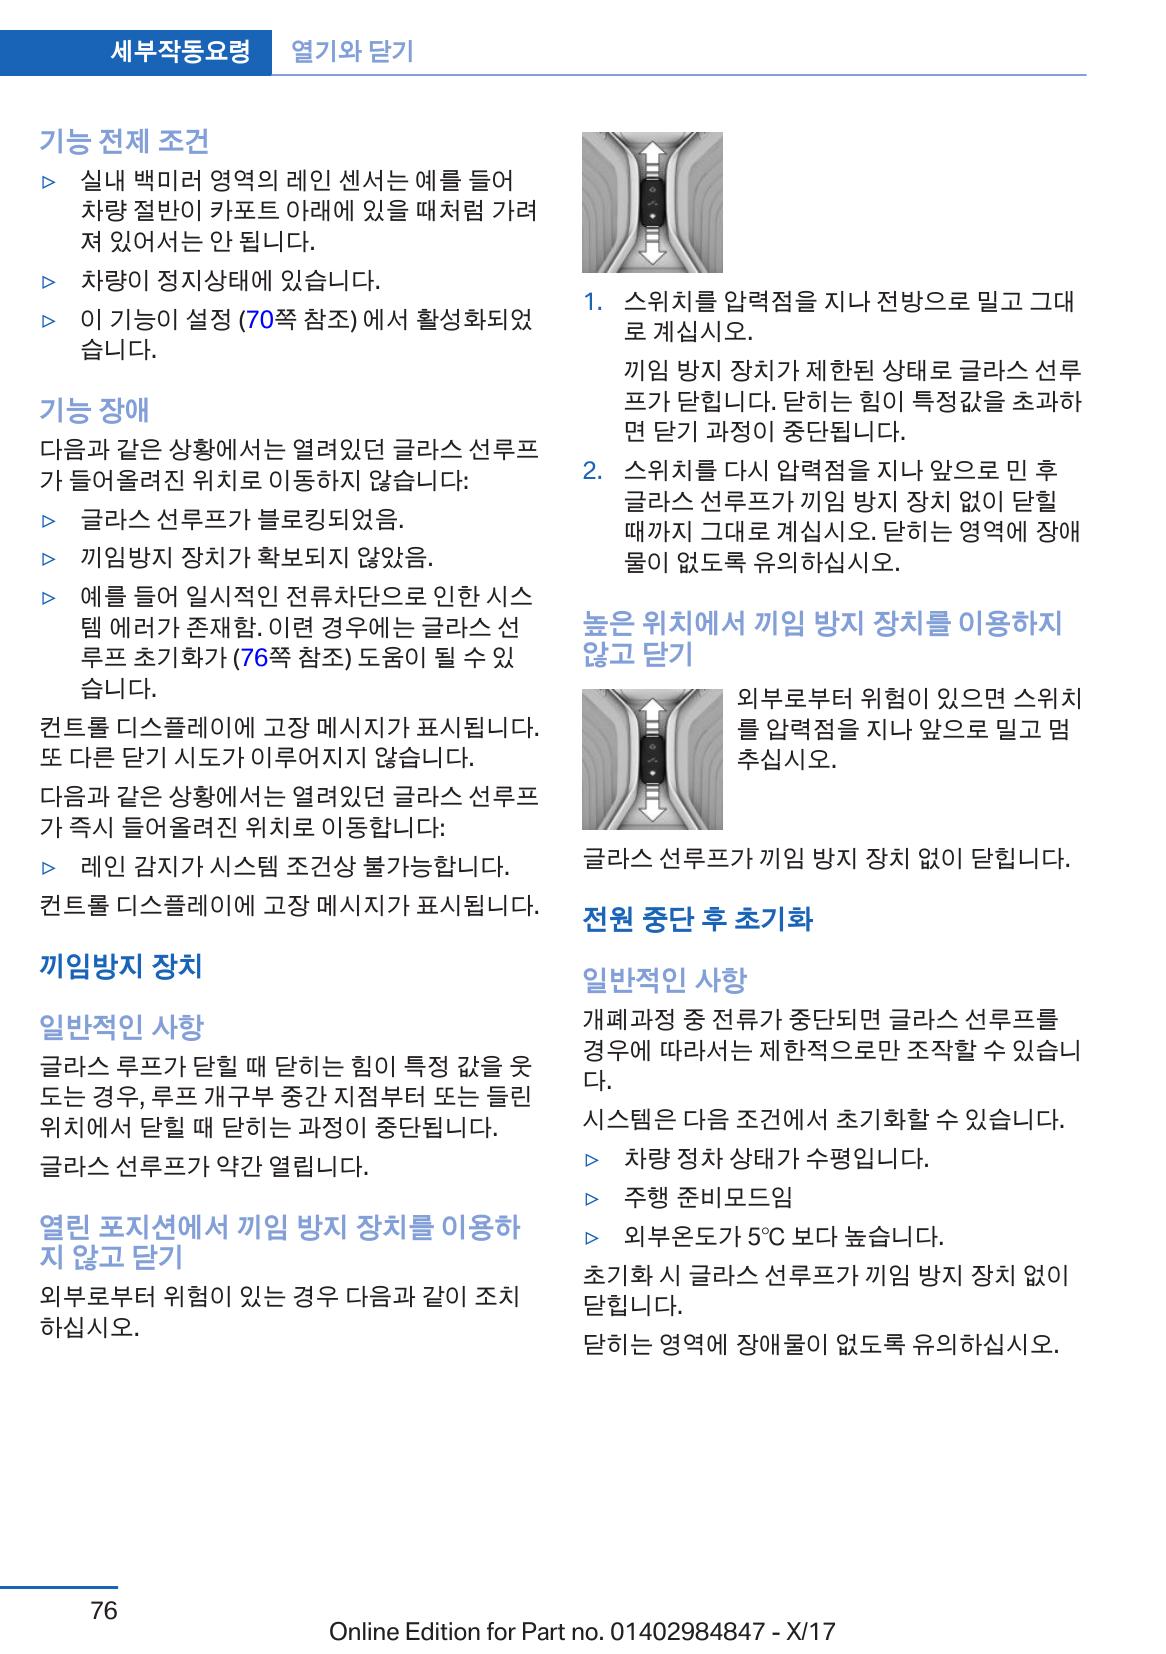 세부작동요령 열기와 닫기
기능 전제 조건
▷ 실내 백미러 영역의 레인 센서는 예를 들어
차량 절반이 카포트 아래에 있을 때처럼 가려
져 있어서는 안 됩니다.
▷ 차량이 정지상태에 있습니다.
▷ 이 기능이 설정 (70쪽 참조) 에서 활성화되었
습니다.
기능 장애
다음과 같은 상황에서는 열려있던 글라스 선루프
가 들어올려진 위치로 이동하지 않습니다:
▷ 글라스 선루프가 블로킹되었음.
▷ 끼임방지 장치가 확보되지 않았음.
▷ 예를 들어 일시적인 전류차단으로 인한 시스
템 에러가 존재함. 이련 경우에는 글라스 선
루프 초기화가 (76쪽 참조) 도움이 될 수 있
습니다.
컨트롤 디스플레이에 고장 메시지가 표시됩니다.
또 다른 닫기 시도가 이루어지지 않습니다.
다음과 같은 상황에서는 열려있던 글라스 선루프
가 즉시 들어올려진 위치로 이동합니다:
▷ 레인 감지가 시스템 조건상 불가능합니다.
컨트롤 디스플레이에 고장 메시지가 표시됩니다.
끼임방지 장치
일반적인 사항
글라스 루프가 닫힐 때 닫히는 힘이 특정 값을 웃
도는 경우, 루프 개구부 중간 지점부터 또는 들린
위치에서 닫힐 때 닫히는 과정이 중단됩니다.
글라스 선루프가 약간 열립니다.
열린 포지션에서 끼임 방지 장치를 이용하
지 않고 닫기
외부로부터 위험이 있는 경우 다음과 같이 조치
하십시오.
1. 스위치를 압력점을 지나 전방으로 밀고 그대
로 계십시오.
끼임 방지 장치가 제한된 상태로 글라스 선루
프가 닫힙니다. 닫히는 힘이 특정값을 초과하
면 닫기 과정이 중단됩니다.
2. 스위치를 다시 압력점을 지나 앞으로 민 후
글라스 선루프가 끼임 방지 장치 없이 닫힐
때까지 그대로 계십시오. 닫히는 영역에 장애
물이 없도록 유의하십시오.
높은 위치에서 끼임 방지 장치를 이용하지
않고 닫기
외부로부터 위험이 있으면 스위치
를 압력점을 지나 앞으로 밀고 멈
추십시오.
글라스 선루프가 끼임 방지 장치 없이 닫힙니다.
전원 중단 후 초기화
일반적인 사항
개폐과정 중 전류가 중단되면 글라스 선루프를
경우에 따라서는 제한적으로만 조작할 수 있습니
다.
시스템은 다음 조건에서 초기화할 수 있습니다.
▷ 차량 정차 상태가 수평입니다.
▷ 주행 준비모드임
▷ 외부온도가 5℃ 보다 높습니다.
초기화 시 글라스 선루프가 끼임 방지 장치 없이
닫힙니다.
닫히는 영역에 장애물이 없도록 유의하십시오.
76
Online Edition for Part no. 01402984847 - X/17